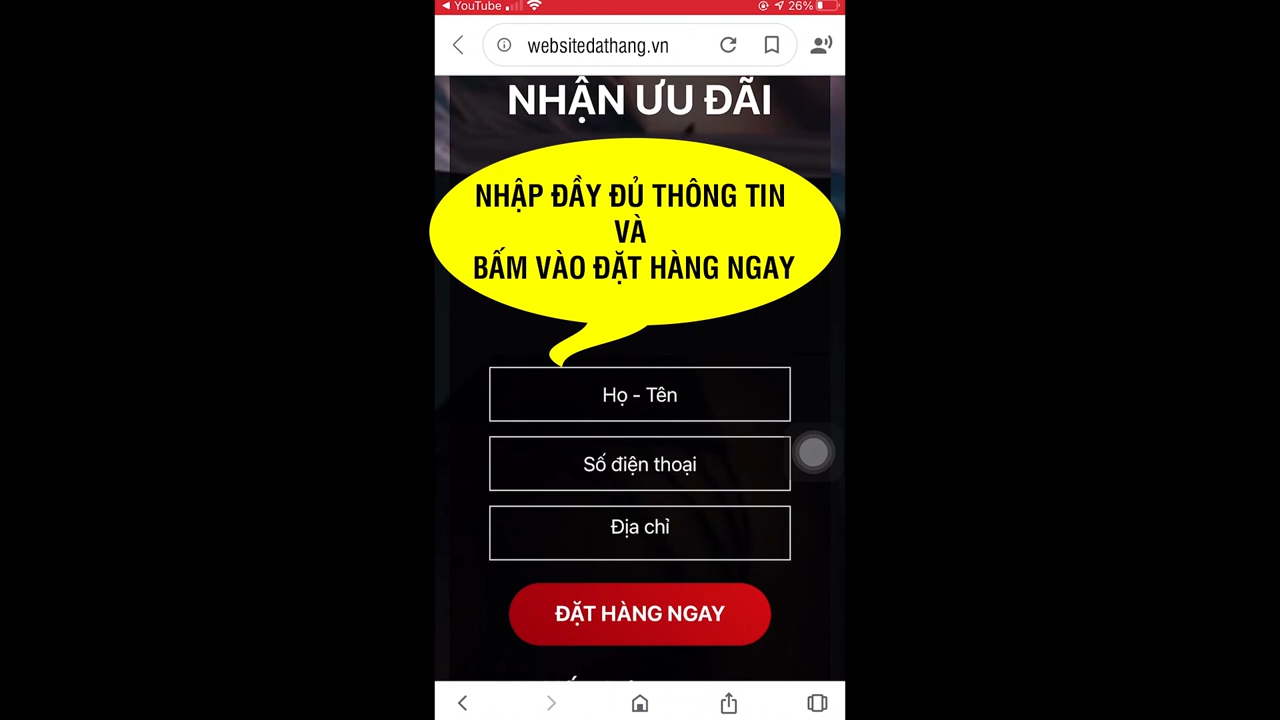 YouTube 26%
websitedathang.vn
NHẬN ƯU ĐÃI
NHẬP ĐẦY ĐỦ THÔNG TIN
VÀ
BẤM VÀO ĐẶT HÀNG NGAY
Họ - Tên
Số điện thoại
Địa chỉ
ĐẶT HÀNG NGAY